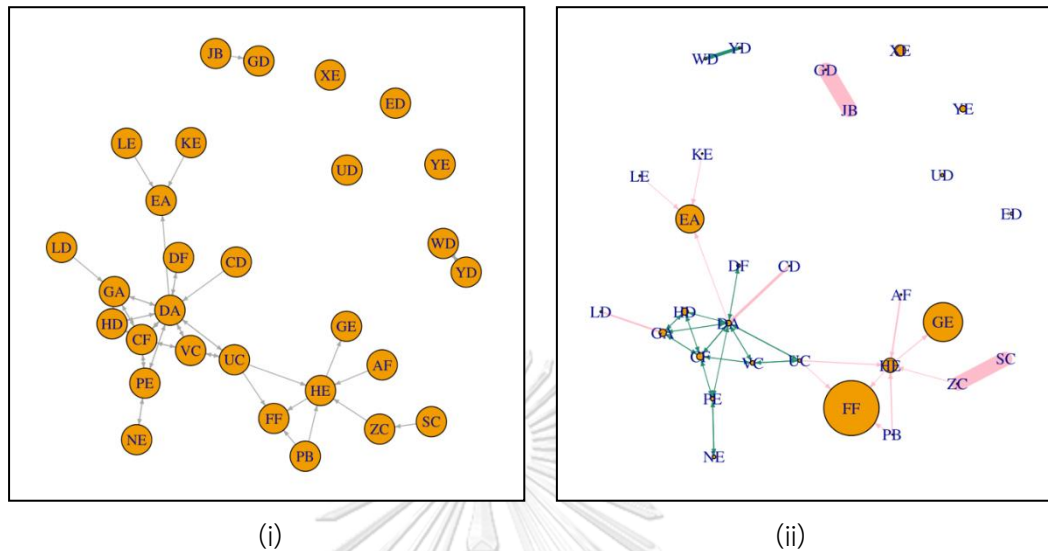 JB
GD
XE
ED
LE
KE
UD
YE
EA
WD
YD
LD
DF
CD
GA
DA
HD
CF
VC
UC
GE
PE
HE
AF
FF
ZC
SC
NE
PB
(i)
YD
WD
XE
GD
JB
YE
KE
LE
UD
EA
ED
DF
CD
AF
LD
HD
DA
GE
GA
CF
VC
UC
HE
SC
ZC
PE
FF
PB
NE
(ii)